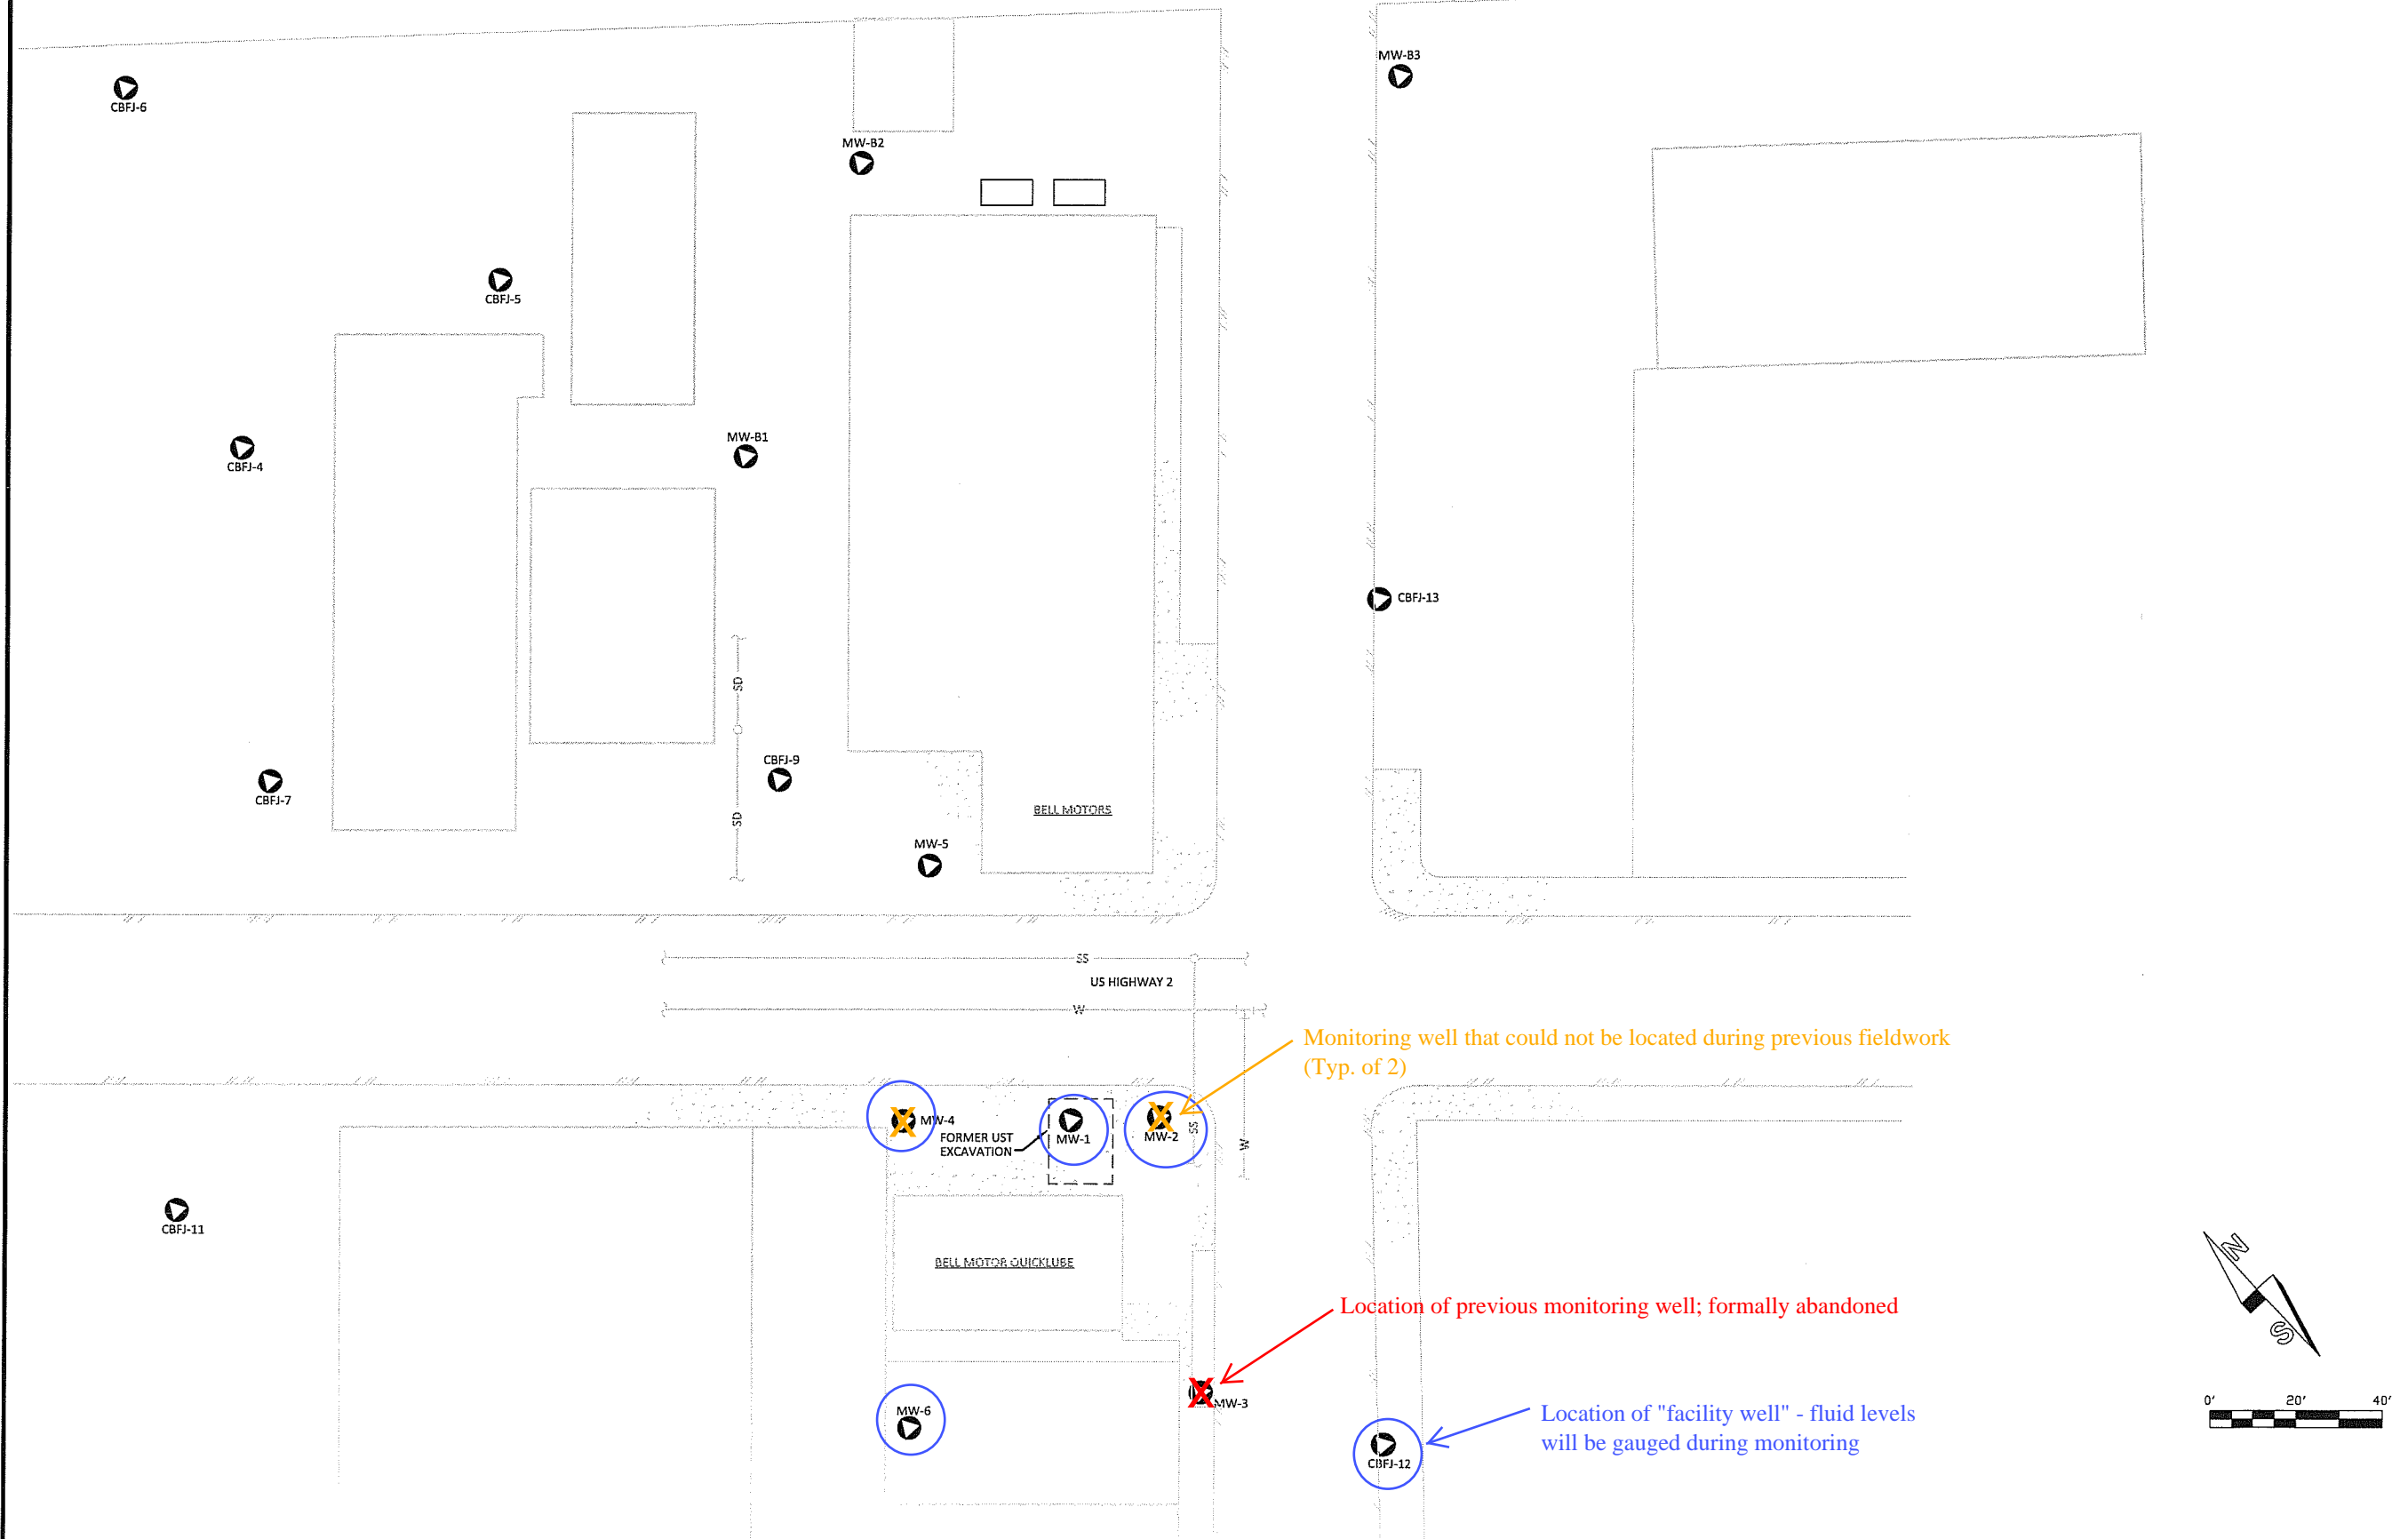 MW-B3
CBFJ-6
MW-B2
CBFJ-5
MW-B1
CBFJ-4
CBFJ-13
SD
CBFJ-9
CBFJ-7
BELL MOTORS
SD
MW-5
SS
US HIGHWAY 2
W
Monitoring well that could not be located during previous fieldwork
(Typ. of 2)
MW-4
FORMER UST
EXCAVATION
MW-1
MW-2
SS
W
CBFJ-11
BELL MOTOR QUICKLUBE
N
S
Location of previous monitoring well; formally abandoned
MW-3
MW-6
Location of "facility well" - fluid levels
will be gauged during monitoring
CBFJ-12
0' 20' 40'